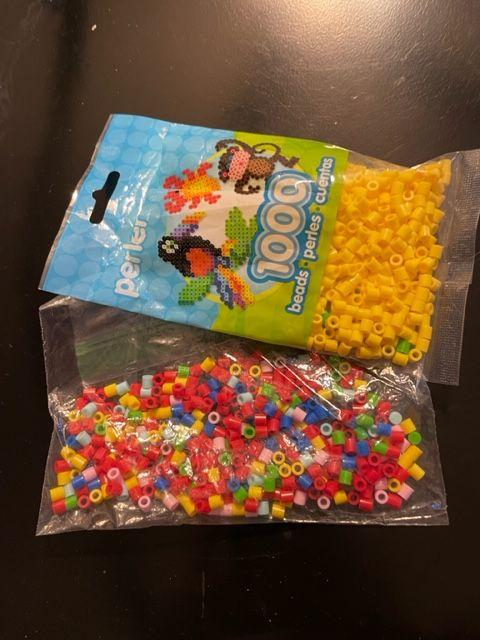 perler
1000
beads • perles • cuentas